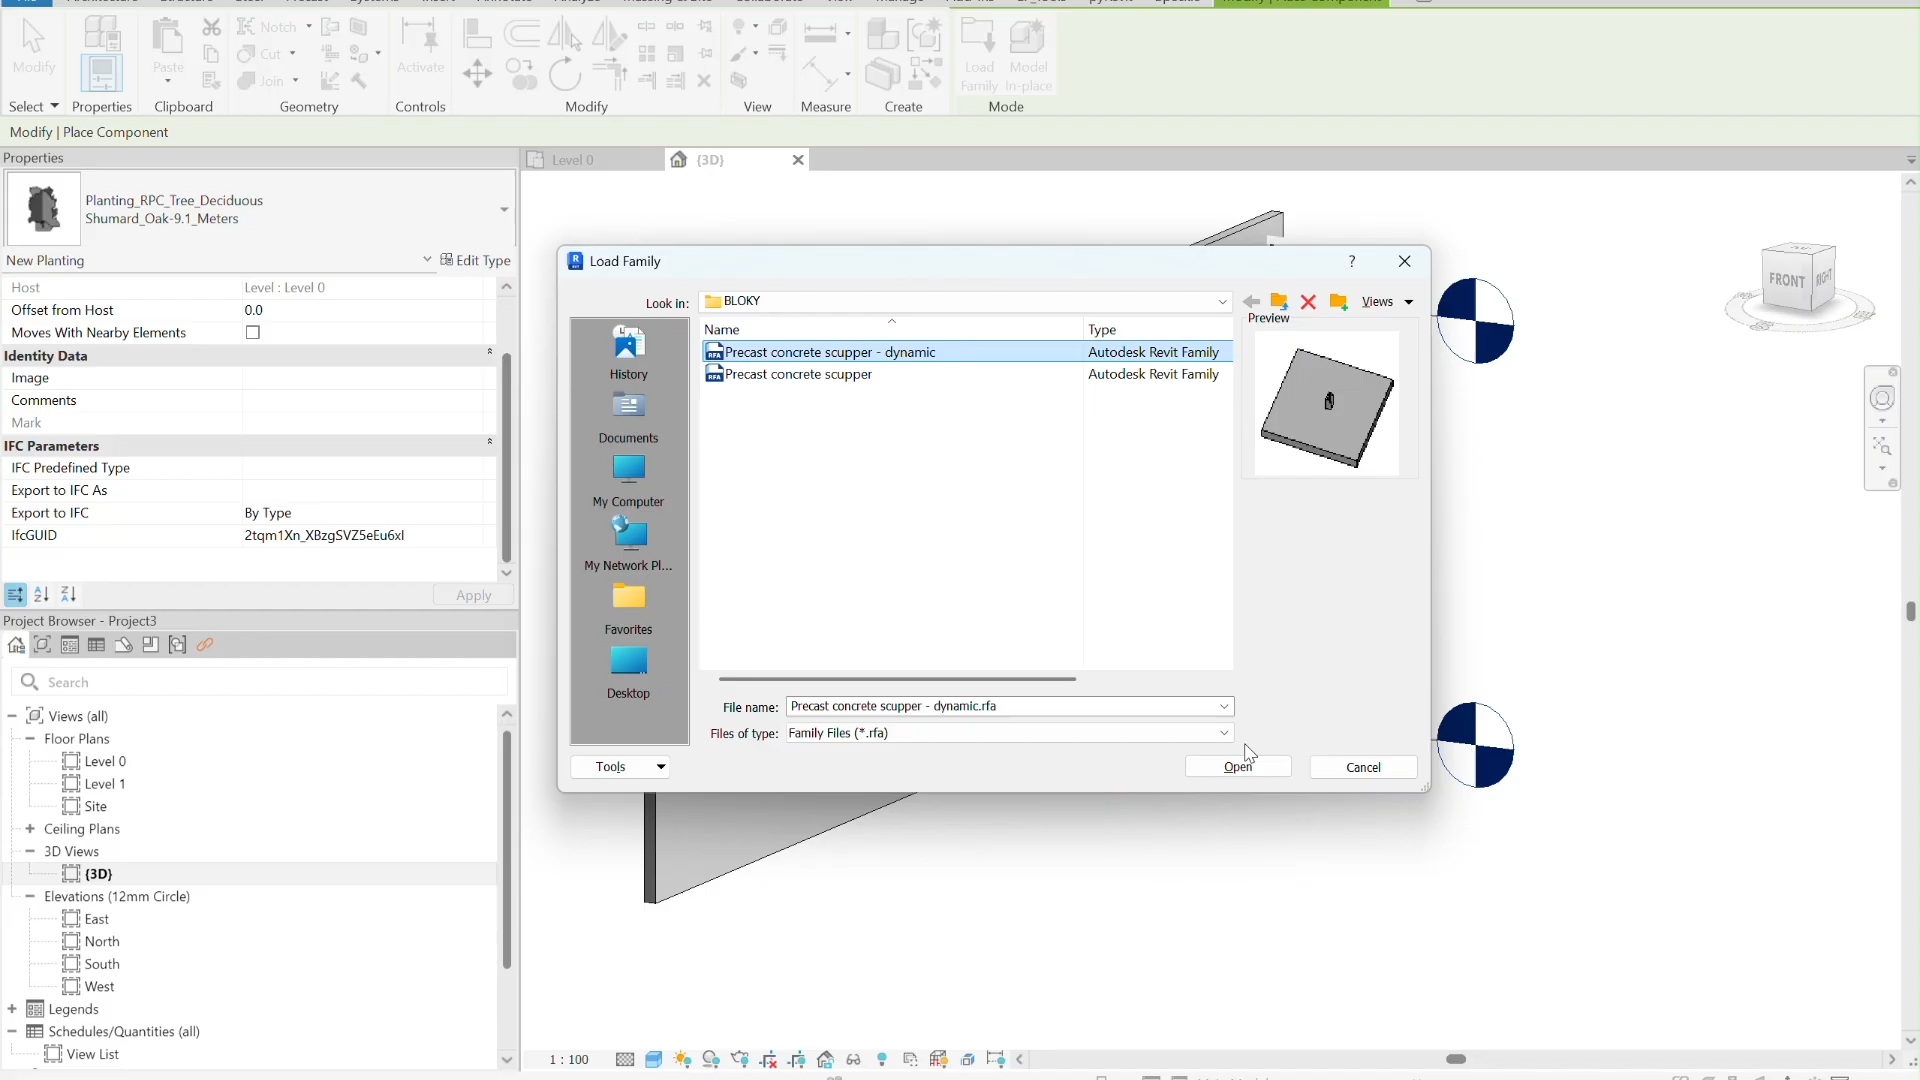 Modify | Place Component
Notch
Cut
Join
Modify
Paste
Activate
Load Family
Model In-place
Select
Properties
Clipboard
Geometry
Controls
Modify
View
Measure
Create
Mode
Modify | Place Component
Properties
Planting_RPC_Tree_Deciduous
Shumard_Oak-9.1_Meters
New Planting
Edit Type
Host Level : Level 0
Offset from Host 0.0
Moves With Nearby Elements
Identity Data
Image
Comments
Mark
IFC Parameters
IFC Predefined Type
Export to IFC As
Export to IFC By Type
IfcGUID 2tqm1Xn_XBzgSVZ5eEu6xl
Apply
Project Browser - Project3
Search
Views (all)
Floor Plans
Level 0
Level 1
Site
Ceiling Plans
3D Views
{3D}
Elevations (12mm Circle)
East
North
South
West
Legends
Schedules/Quantities (all)
View List
Level 0
{3D}
FRONT
RIGHT
Load Family
?
Look in: BLOKY
Views
Preview
Name Type
Precast concrete scupper - dynamic Autodesk Revit Family
Precast concrete scupper Autodesk Revit Family
History
Documents
My Computer
My Network Pl...
Favorites
Desktop
File name: Precast concrete scupper - dynamic.rfa
Files of type: Family Files (*.rfa)
Tools
Open
Cancel
1 : 100